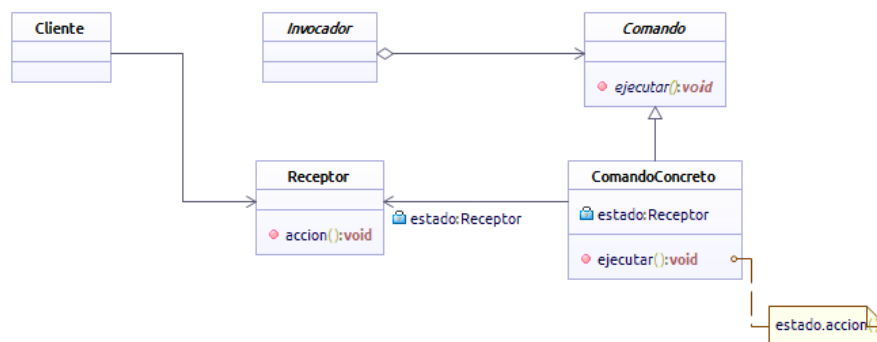 Cliente
Invocador
Comando
ejecutar():void
Receptor
accion():void
estado:Receptor
ComandoConcreto
estado:Receptor
ejecutar():void
estado.accion()